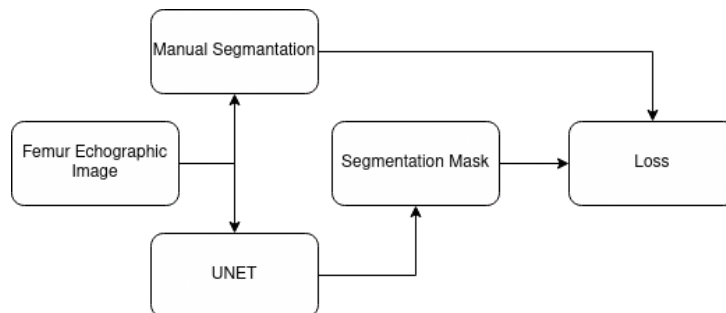 Manual Segmantation
Femur Echographic
Image
Segmentation Mask
Loss
UNET